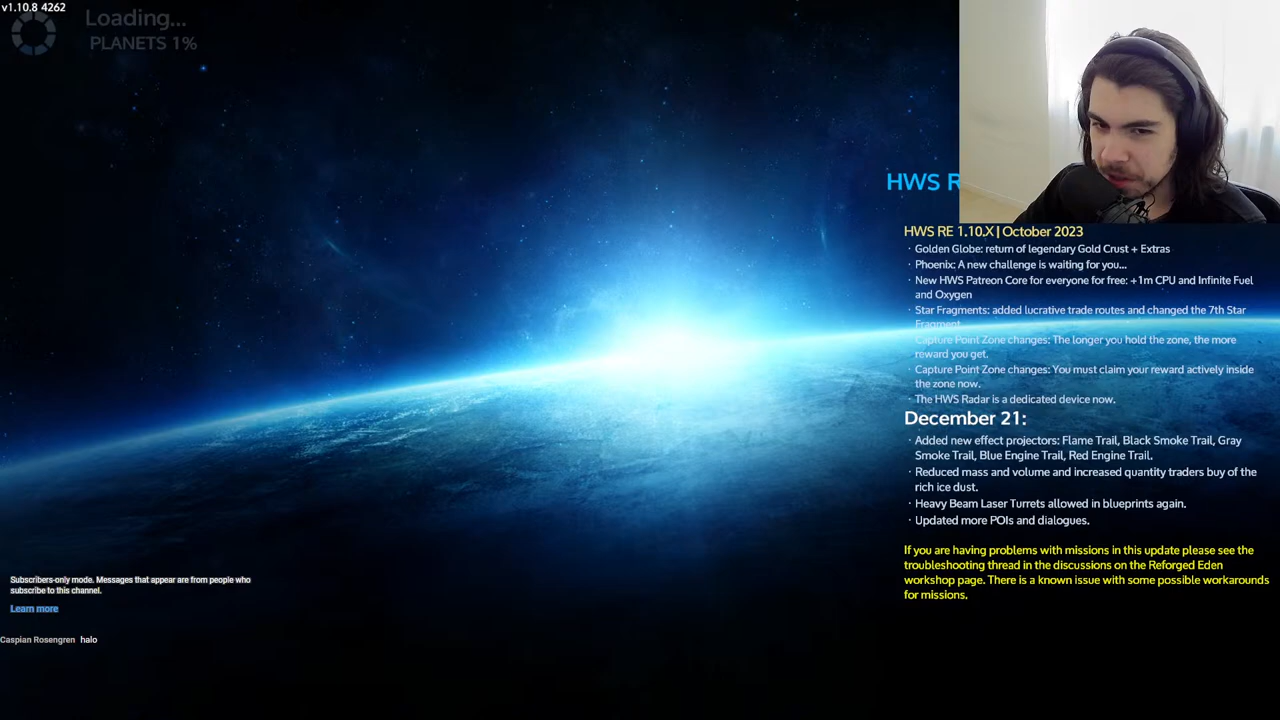 v1.10.8 4262
Loading...
PLANETS 1%
HWS R
HWS RE 1.10.X | October 2023
· Golden Globe: return of legendary Gold Crust + Extras
· Phoenix: A new challenge is waiting for you...
· New HWS Patreon Core for everyone for free: +1m CPU and Infinite Fuel
and Oxygen
· Star Fragments: added lucrative trade routes and changed the 7th Star
Fragment
· Capture Point Zone changes: The longer you hold the zone, the more
reward you get.
· Capture Point Zone changes: You must claim your reward actively inside
the zone now.
· The HWS Radar is a dedicated device now.
December 21:
· Added new effect projectors: Flame Trail, Black Smoke Trail, Gray
Smoke Trail, Blue Engine Trail, Red Engine Trail.
· Reduced mass and volume and increased quantity traders buy of the
rich ice dust.
· Heavy Beam Laser Turrets allowed in blueprints again.
· Updated more POIs and dialogues.
If you are having problems with missions in this update please see the
troubleshooting thread in the discussions on the Reforged Eden
workshop page. There is a known issue with some possible workarounds
for missions.
Subscribers-only mode. Messages that appear are from people who
subscribe to this channel.
Learn more
Caspian Rosengren halo